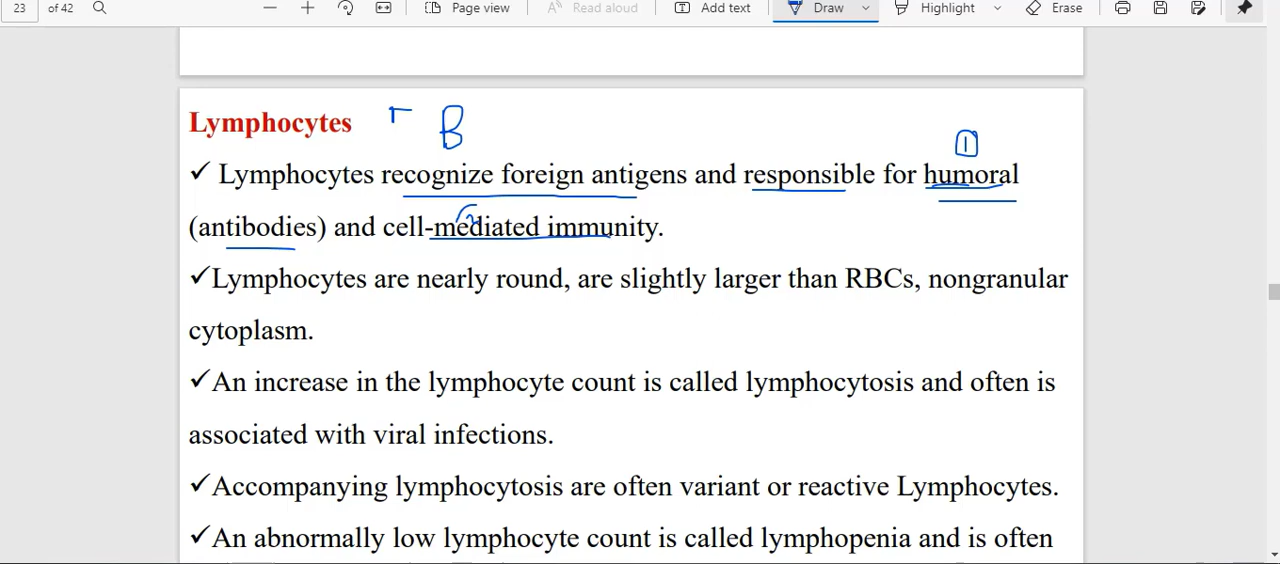 23 of 42 Page view Read aloud Add text Draw Highlight Erase
Lymphocytes T B
1
✓ Lymphocytes recognize foreign antigens and responsible for humoral
2
(antibodies) and cell-mediated immunity.
✓Lymphocytes are nearly round, are slightly larger than RBCs, nongranular
cytoplasm.
✓An increase in the lymphocyte count is called lymphocytosis and often is
associated with viral infections.
✓Accompanying lymphocytosis are often variant or reactive Lymphocytes.
✓An abnormally low lymphocyte count is called lymphopenia and is often